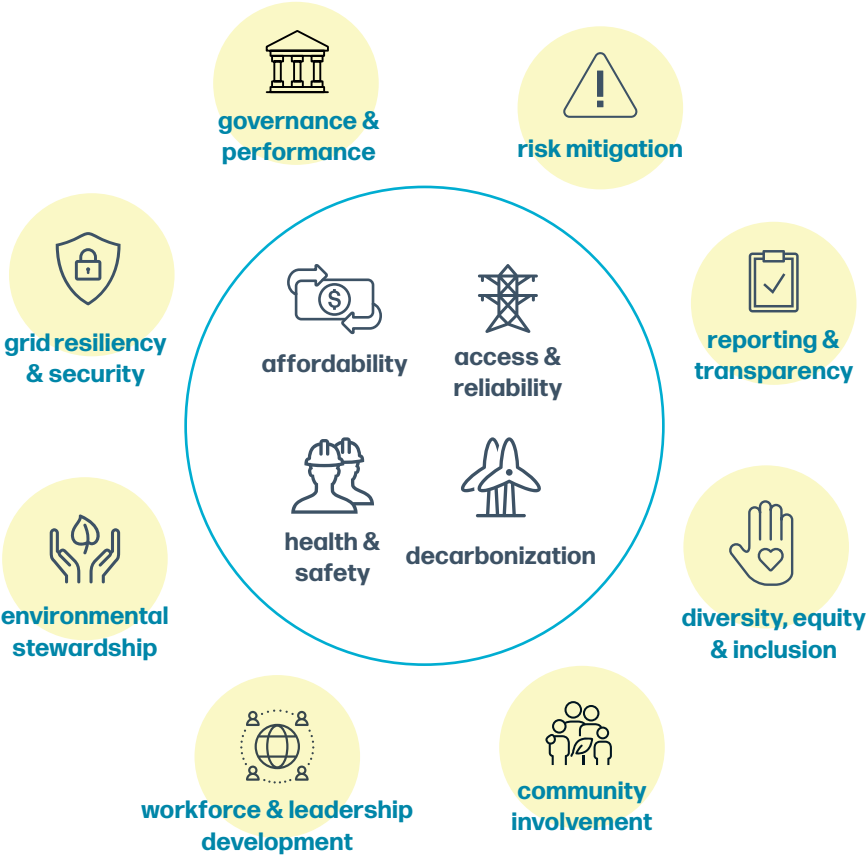 governance &
performance
risk mitigation
grid resiliency
& security
reporting &
transparency
$
affordability
access &
reliability
health &
safety
decarbonization
environmental
stewardship
diversity, equity
& inclusion
workforce & leadership
development
community
involvement